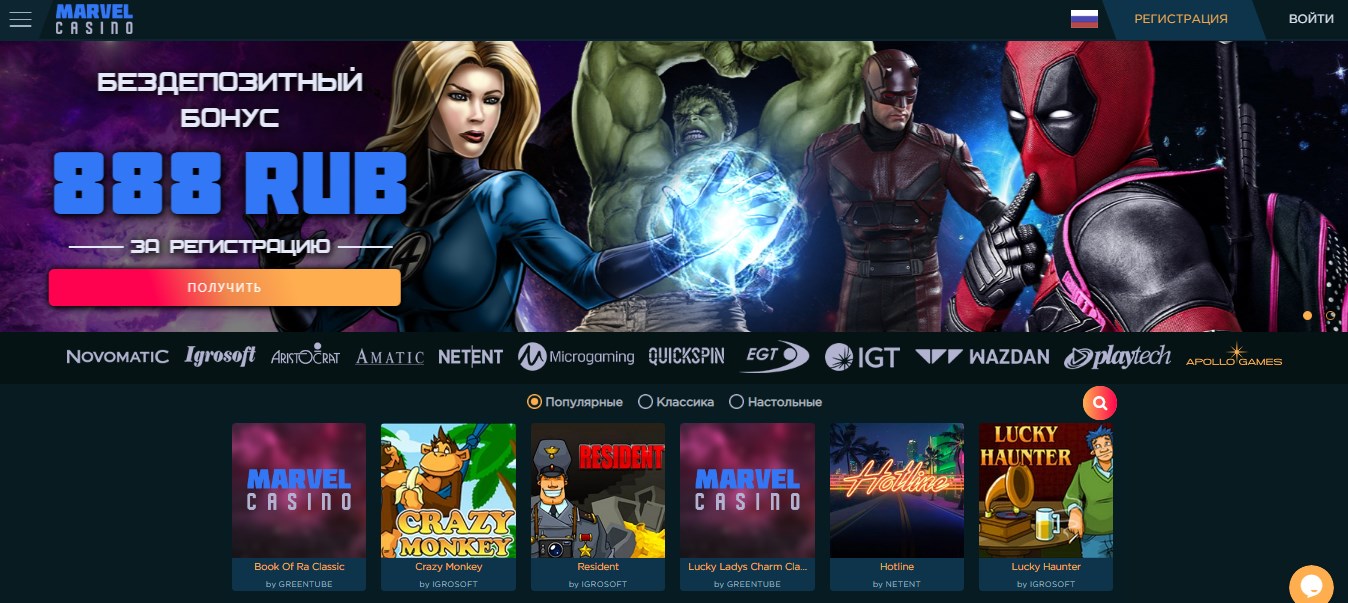 MARVEL
CASINO
РЕГИСТРАЦИЯ
ВОЙТИ
БЕЗДЕПОЗИТНЫЙ
БОНУС
888 RUB
ЗА РЕГИСТРАЦИЮ
ПОЛУЧИТЬ
4
NOVOMATIC Igrosoft ARISTOCRAT AMATIC NETENT Microgaming QUICKSPIN EGT IGT WAZDAN playtech APOLLO GAMES
Популярные Классика Настольные
MARVEL
CASINO
Book Of Ra Classic
by GREENTUBE
CRAZY
MONKEY
Crazy Monkey
by IGROSOFT
RESIDENT
Resident
by IGROSOFT
MARVEL
CASINO
Lucky Ladys Charm Cla...
by GREENTUBE
Hotline
Hotline
by NETENT
LUCKY
HAUNTER
Lucky Haunter
by IGROSOFT